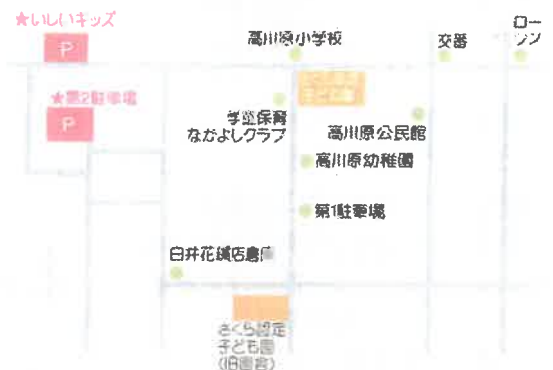 ★いしいキッズ
P
高川原小学校
交番
ローソン
★第2駐車場
P
学童保育
なかよしクラブ
高川原公民館
高川原幼稚園
第1駐車場
白井花鑛店倉庫
さくら認定
子ども園
(旧園舎)